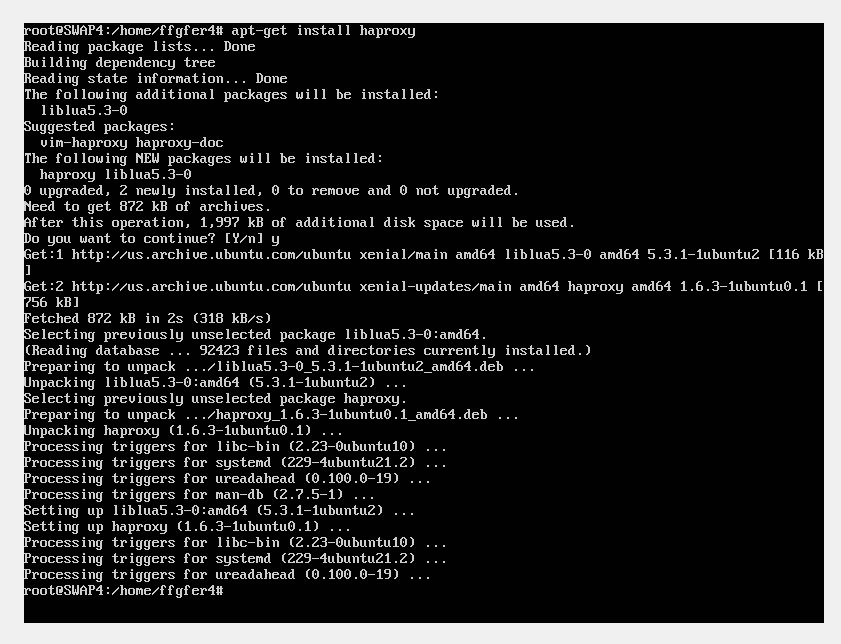 root@SWAP4:/home/ffgfer4# apt-get install haproxy
Reading package lists... Done
Building dependency tree
Reading state information... Done
The following additional packages will be installed:
  liblua5.3-0
Suggested packages:
  vim-haproxy haproxy-doc
The following NEW packages will be installed:
  haproxy liblua5.3-0
0 upgraded, 2 newly installed, 0 to remove and 0 not upgraded.
Need to get 872 kB of archives.
After this operation, 1,997 kB of additional disk space will be used.
Do you want to continue? [Y/n] y
Get:1 http://us.archive.ubuntu.com/ubuntu xenial/main amd64 liblua5.3-0 amd64 5.3.1-1ubuntu2 [116 kB
]
Get:2 http://us.archive.ubuntu.com/ubuntu xenial-updates/main amd64 haproxy amd64 1.6.3-1ubuntu0.1 [
756 kB]
Fetched 872 kB in 2s (318 kB/s)
Selecting previously unselected package liblua5.3-0:amd64.
(Reading database ... 92423 files and directories currently installed.)
Preparing to unpack .../liblua5.3-0_5.3.1-1ubuntu2_amd64.deb ...
Unpacking liblua5.3-0:amd64 (5.3.1-1ubuntu2) ...
Selecting previously unselected package haproxy.
Preparing to unpack .../haproxy_1.6.3-1ubuntu0.1_amd64.deb ...
Unpacking haproxy (1.6.3-1ubuntu0.1) ...
Processing triggers for libc-bin (2.23-0ubuntu10) ...
Processing triggers for systemd (229-4ubuntu21.2) ...
Processing triggers for ureadahead (0.100.0-19) ...
Processing triggers for man-db (2.7.5-1) ...
Setting up liblua5.3-0:amd64 (5.3.1-1ubuntu2) ...
Setting up haproxy (1.6.3-1ubuntu0.1) ...
Processing triggers for libc-bin (2.23-0ubuntu10) ...
Processing triggers for systemd (229-4ubuntu21.2) ...
Processing triggers for ureadahead (0.100.0-19) ...
root@SWAP4:/home/ffgfer4#